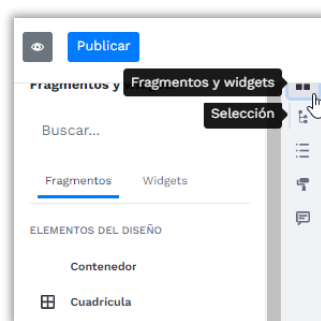 Publicar
Fragmentos y
Fragmentos y widgets
Selección
Buscar...
Fragmentos Widgets
ELEMENTOS DEL DISEÑO
Contenedor
Cuadrícula